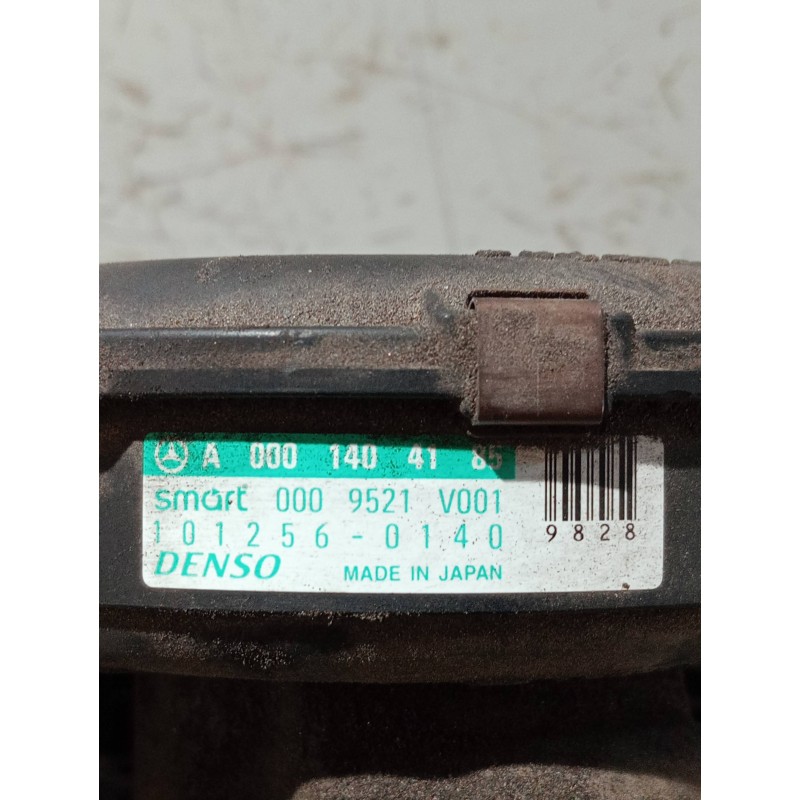 A 000 140 41 85
smart 000 9521 V001
101256-0140
DENSO MADE IN JAPAN
9828